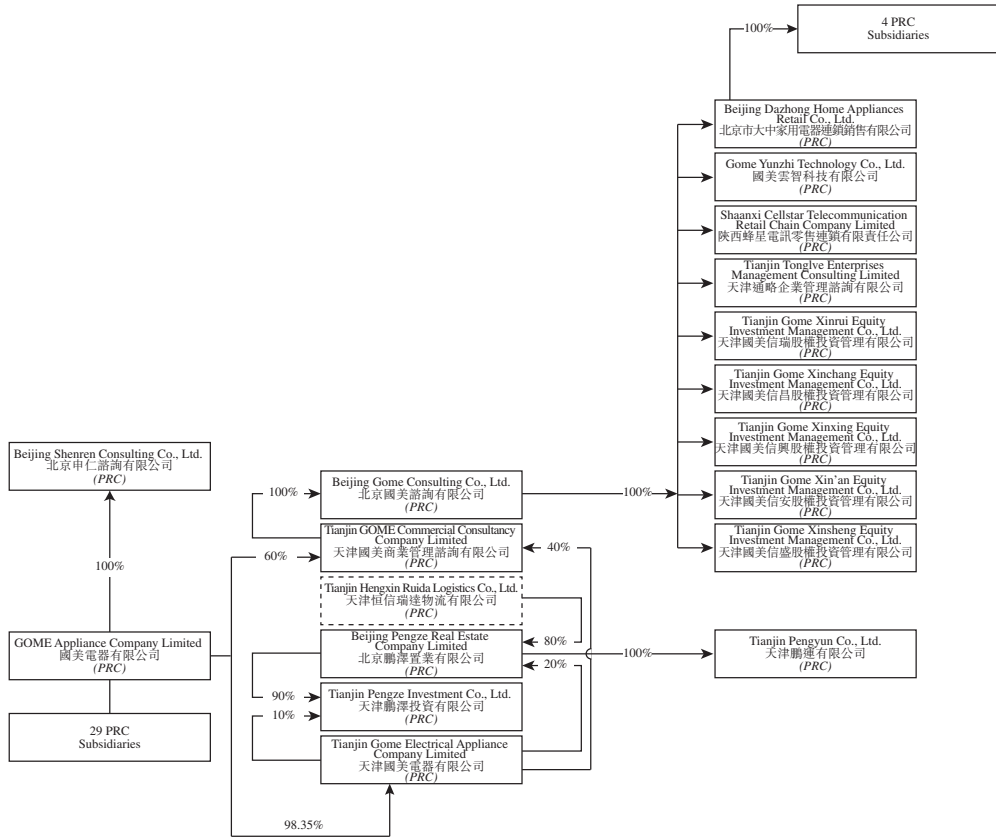 4 PRC
Subsidiaries
100%
Beijing Dazhong Home Appliances
Retail Co., Ltd.
北京市大中家用電器連鎖銷售有限公司
(PRC)
Gome Yunzhi Technology Co., Ltd.
國美雲智科技有限公司
(PRC)
Shaanxi Cellstar Telecommunication
Retail Chain Company Limited
陝西蜂星電訊零售連鎖有限責任公司
(PRC)
Tianjin Tonglve Enterprises
Management Consulting Limited
天津通略企業管理諮詢有限公司
(PRC)
Tianjin Gome Xinrui Equity
Investment Management Co., Ltd.
天津國美信瑞股權投資管理有限公司
(PRC)
Tianjin Gome Xinchang Equity
Investment Management Co., Ltd.
天津國美信昌股權投資管理有限公司
(PRC)
Tianjin Gome Xinxing Equity
Investment Management Co., Ltd.
天津國美信興股權投資管理有限公司
(PRC)
Tianjin Gome Xin'an Equity
Investment Management Co., Ltd.
天津國美信安股權投資管理有限公司
(PRC)
Tianjin Gome Xinsheng Equity
Investment Management Co., Ltd.
天津國美信盛股權投資管理有限公司
(PRC)
Beijing Shenren Consulting Co., Ltd.
北京申仁諮詢有限公司
(PRC)
100%
GOME Appliance Company Limited
國美電器有限公司
(PRC)
29 PRC
Subsidiaries
100%
Beijing Gome Consulting Co., Ltd.
北京國美諮詢有限公司
(PRC)
100%
60%
Tianjin GOME Commercial Consultancy
Company Limited
天津國美商業管理諮詢有限公司
(PRC)
40%
Tianjin Hengxin Ruida Logistics Co., Ltd.
天津恒信瑞達物流有限公司
(PRC)
Beijing Pengze Real Estate
Company Limited
北京鵬澤置業有限公司
(PRC)
80%
20%
100%
Tianjin Pengyun Co., Ltd.
天津鵬運有限公司
(PRC)
90%
10%
Tianjin Pengze Investment Co., Ltd.
天津鵬澤投資有限公司
(PRC)
Tianjin Gome Electrical Appliance
Company Limited
天津國美電器有限公司
(PRC)
98.35%